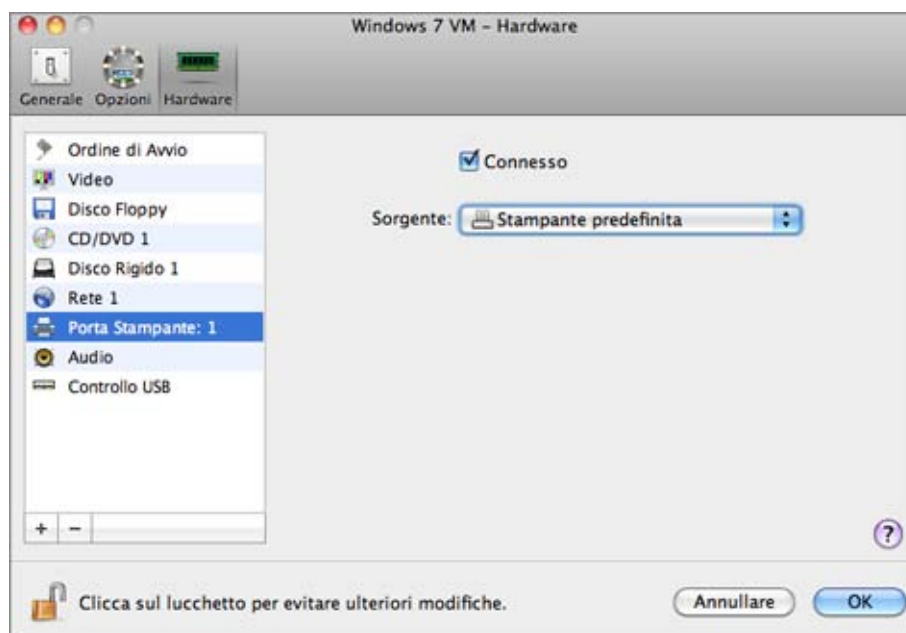 Windows 7 VM – Hardware
Generale Opzioni Hardware
Ordine di Avvio
Video
Disco Floppy
CD/DVD 1
Disco Rigido 1
Rete 1
Porta Stampante: 1
Audio
Controllo USB
Connesso
Sorgente: Stampante predefinita
+ −
?
Clicca sul lucchetto per evitare ulteriori modifiche.
Annullare OK